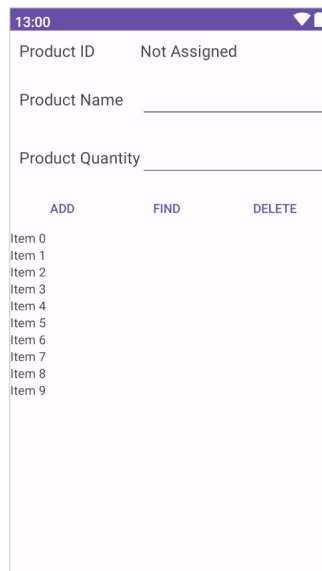 13:00
Product ID Not Assigned
Product Name
Product Quantity
ADD FIND DELETE
Item 0
Item 1
Item 2
Item 3
Item 4
Item 5
Item 6
Item 7
Item 8
Item 9